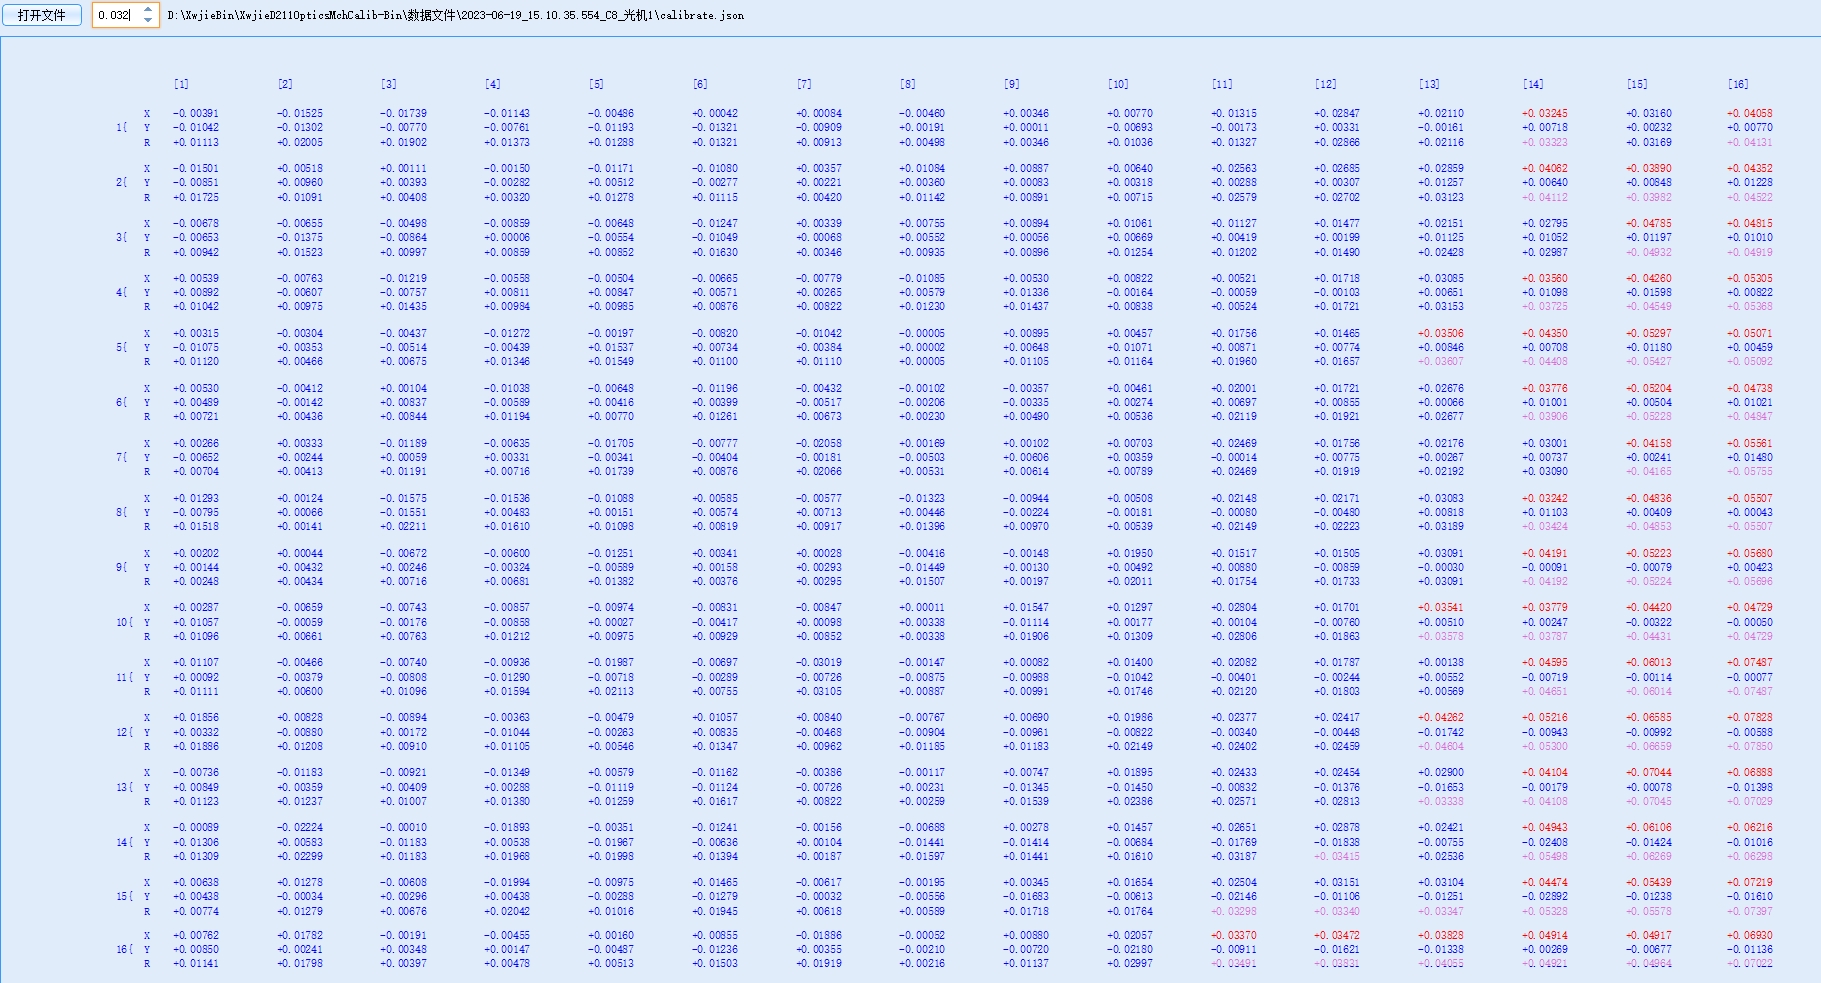 打开文件 0.032 D:\XwjieBin\XwjieD211OpticsMchCalib-Bin\数据文件\2023-06-19_15.10.35.554_C8_光机1\calibrate.json
[1] [2] [3] [4] [5] [6] [7] [8] [9] [10] [11] [12] [13] [14] [15] [16]
X -0.00391 -0.01525 -0.01739 -0.01143 -0.00486 +0.00042 +0.00084 -0.00460 +0.00346 +0.00770 +0.01315 +0.02847 +0.02110 +0.03245 +0.03160 +0.04058
1{ Y -0.01042 -0.01302 -0.00770 -0.00761 -0.01193 -0.01321 -0.00909 +0.00191 +0.00011 -0.00693 -0.00173 +0.00331 -0.00161 +0.00718 +0.00232 +0.00770
R +0.01113 +0.02005 +0.01902 +0.01373 +0.01288 +0.01321 +0.00913 +0.00498 +0.00346 +0.01036 +0.01327 +0.02866 +0.02116 +0.03323 +0.03169 +0.04131
X -0.01501 +0.00518 +0.00111 -0.00150 -0.01171 -0.01080 +0.00357 +0.01084 +0.00887 +0.00640 +0.02563 +0.02685 +0.02859 +0.04062 +0.03890 +0.04352
2{ Y -0.00851 +0.00960 +0.00393 -0.00282 +0.00512 -0.00277 +0.00221 +0.00360 +0.00083 +0.00318 +0.00288 +0.00307 +0.01257 +0.00640 +0.00848 +0.01228
R +0.01725 +0.01091 +0.00408 +0.00320 +0.01278 +0.01115 +0.00420 +0.01142 +0.00891 +0.00715 +0.02579 +0.02702 +0.03123 +0.04112 +0.03982 +0.04522
X -0.00678 -0.00655 -0.00498 -0.00859 -0.00648 -0.01247 +0.00339 +0.00755 +0.00894 +0.01061 +0.01127 +0.01477 +0.02151 +0.02795 +0.04785 +0.04815
3{ Y -0.00653 -0.01375 -0.00864 +0.00006 -0.00554 -0.01049 +0.00068 +0.00552 +0.00056 +0.00669 +0.00419 +0.00199 +0.01125 +0.01052 +0.01197 +0.01010
R +0.00942 +0.01523 +0.00997 +0.00859 +0.00852 +0.01630 +0.00346 +0.00935 +0.00896 +0.01254 +0.01202 +0.01490 +0.02428 +0.02987 +0.04932 +0.04919
X +0.00539 -0.00763 -0.01219 -0.00558 -0.00504 -0.00665 -0.00779 -0.01085 +0.00530 +0.00822 +0.00521 +0.01718 +0.03085 +0.03560 +0.04260 +0.05305
4{ Y +0.00892 -0.00607 -0.00757 +0.00811 +0.00847 +0.00571 +0.00265 +0.00579 +0.01336 -0.00164 -0.00059 -0.00103 +0.00651 +0.01098 +0.01598 +0.00822
R +0.01042 +0.00975 +0.01435 +0.00984 +0.00985 +0.00876 +0.00822 +0.01230 +0.01437 +0.00838 +0.00524 +0.01721 +0.03153 +0.03725 +0.04549 +0.05368
X +0.00315 -0.00304 -0.00437 -0.01272 -0.00197 -0.00820 -0.01042 -0.00005 +0.00895 +0.00457 +0.01756 +0.01465 +0.03506 +0.04350 +0.05297 +0.05071
5{ Y -0.01075 +0.00353 -0.00514 -0.00439 +0.01537 +0.00734 +0.00384 +0.00002 +0.00648 +0.01071 +0.00871 +0.00774 +0.00846 +0.00708 +0.01180 +0.00459
R +0.01120 +0.00466 +0.00675 +0.01346 +0.01549 +0.01100 +0.01110 +0.00005 +0.01105 +0.01164 +0.01960 +0.01657 +0.03607 +0.04408 +0.05427 +0.05092
X +0.00530 -0.00412 +0.00104 -0.01038 -0.00648 -0.01196 -0.00432 -0.00102 -0.00357 +0.00461 +0.02001 +0.01721 +0.02676 +0.03776 +0.05204 +0.04738
6{ Y +0.00489 -0.00142 +0.00837 -0.00589 +0.00416 +0.00399 -0.00517 -0.00206 -0.00335 +0.00274 +0.00697 +0.00855 +0.00066 +0.01001 +0.00504 +0.01021
R +0.00721 +0.00436 +0.00844 +0.01194 +0.00770 +0.01261 +0.00673 +0.00230 +0.00490 +0.00536 +0.02119 +0.01921 +0.02677 +0.03906 +0.05228 +0.04847
X +0.00266 +0.00333 -0.01189 -0.00635 -0.01705 -0.00777 -0.02058 +0.00169 +0.00102 +0.00703 +0.02469 +0.01756 +0.02176 +0.03001 +0.04158 +0.05561
7{ Y -0.00652 +0.00244 +0.00059 +0.00331 -0.00341 -0.00404 -0.00181 -0.00503 +0.00606 +0.00359 -0.00014 +0.00775 +0.00267 +0.00737 +0.00241 +0.01480
R +0.00704 +0.00413 +0.01191 +0.00716 +0.01739 +0.00876 +0.02066 +0.00531 +0.00614 +0.00789 +0.02469 +0.01919 +0.02192 +0.03090 +0.04165 +0.05755
X +0.01293 +0.00124 -0.01575 -0.01536 -0.01088 +0.00585 -0.00577 -0.01323 -0.00944 +0.00508 +0.02148 +0.02171 +0.03083 +0.03242 +0.04836 +0.05507
8{ Y -0.00795 +0.00066 -0.01551 +0.00483 +0.00151 +0.00574 +0.00713 +0.00446 -0.00224 -0.00181 -0.00080 -0.00480 +0.00818 +0.01103 +0.00409 +0.00043
R +0.01518 +0.00141 +0.02211 +0.01610 +0.01098 +0.00819 +0.00917 +0.01396 +0.00970 +0.00539 +0.02149 +0.02223 +0.03189 +0.03424 +0.04853 +0.05507
X +0.00202 +0.00044 -0.00672 -0.00600 -0.01251 +0.00341 +0.00028 -0.00416 -0.00148 +0.01950 +0.01517 +0.01505 +0.03091 +0.04191 +0.05223 +0.05680
9{ Y +0.00144 +0.00432 +0.00246 -0.00324 -0.00589 +0.00158 +0.00293 -0.01449 +0.00130 +0.00492 +0.00880 -0.00859 -0.00030 -0.00091 -0.00079 +0.00423
R +0.00248 +0.00434 +0.00716 +0.00681 +0.01382 +0.00376 +0.00295 +0.01507 +0.00197 +0.02011 +0.01754 +0.01733 +0.03091 +0.04192 +0.05224 +0.05696
X +0.00287 -0.00659 -0.00743 -0.00857 -0.00974 -0.00831 -0.00847 +0.00011 +0.01547 +0.01297 +0.02804 +0.01701 +0.03541 +0.03779 +0.04420 +0.04729
10{ Y +0.01057 -0.00059 -0.00176 -0.00858 +0.00027 -0.00417 +0.00098 +0.00338 -0.01114 +0.00177 +0.00104 -0.00760 +0.00510 +0.00247 -0.00322 -0.00050
R +0.01096 +0.00661 +0.00763 +0.01212 +0.00975 +0.00929 +0.00852 +0.00338 +0.01906 +0.01309 +0.02806 +0.01863 +0.03578 +0.03787 +0.04431 +0.04729
X +0.01107 -0.00466 -0.00740 -0.00936 -0.01987 -0.00697 -0.03019 -0.00147 +0.00082 +0.01400 +0.02082 +0.01787 +0.00138 +0.04595 +0.06013 +0.07487
11{ Y +0.00092 -0.00379 -0.00808 -0.01290 -0.00718 -0.00289 -0.00726 -0.00875 -0.00988 -0.01042 -0.00401 -0.00244 +0.00552 -0.00719 -0.00114 -0.00077
R +0.01111 +0.00600 +0.01096 +0.01594 +0.02113 +0.00755 +0.03105 +0.00887 +0.00991 +0.01746 +0.02120 +0.01803 +0.00569 +0.04651 +0.06014 +0.07487
X +0.01856 +0.00828 -0.00894 -0.00363 -0.00479 +0.01057 +0.00840 -0.00767 +0.00690 +0.01986 +0.02377 +0.02417 +0.04262 +0.05216 +0.06585 +0.07828
12{ Y +0.00332 -0.00880 +0.00172 -0.01044 -0.00263 +0.00835 -0.00468 -0.00904 -0.00961 -0.00822 -0.00340 -0.00448 -0.01742 -0.00943 -0.00992 -0.00588
R +0.01886 +0.01208 +0.00910 +0.01105 +0.00546 +0.01347 +0.00962 +0.01185 +0.01183 +0.02149 +0.02402 +0.02459 +0.04604 +0.05300 +0.06659 +0.07850
X -0.00736 -0.01183 -0.00921 -0.01349 +0.00579 -0.01162 -0.00386 -0.00117 +0.00747 +0.01895 +0.02433 +0.02454 +0.02900 +0.04104 +0.07044 +0.06888
13{ Y +0.00849 +0.00359 +0.00409 +0.00288 -0.01119 -0.01124 -0.00726 +0.00231 -0.01345 -0.01450 -0.00832 -0.01376 -0.01653 -0.00179 +0.00078 -0.01398
R +0.01123 +0.01237 +0.01007 +0.01380 +0.01259 +0.01617 +0.00822 +0.00259 +0.01539 +0.02386 +0.02571 +0.02813 +0.03338 +0.04108 +0.07045 +0.07029
X -0.00089 -0.02224 -0.00010 -0.01893 -0.00351 -0.01241 -0.00156 -0.00688 +0.00278 +0.01457 +0.02651 +0.02878 +0.02421 +0.04943 +0.06106 +0.06216
14{ Y +0.01306 +0.00583 -0.01183 +0.00538 -0.01967 -0.00636 +0.00104 -0.01441 -0.01414 -0.00684 -0.01769 -0.01838 -0.00755 -0.02408 -0.01424 -0.01016
R +0.01309 +0.02299 +0.01183 +0.01968 +0.01998 +0.01394 +0.00187 +0.01597 +0.01441 +0.01610 +0.03187 +0.03415 +0.02536 +0.05498 +0.06269 +0.06298
X +0.00638 +0.01278 -0.00608 -0.01994 -0.00975 +0.01465 -0.00617 -0.00195 +0.00345 +0.01654 +0.02504 +0.03151 +0.03104 +0.04474 +0.05439 +0.07219
15{ Y +0.00438 -0.00034 +0.00296 +0.00438 -0.00288 +0.01279 -0.00032 -0.00556 -0.01683 -0.00613 -0.02146 -0.01106 -0.01251 -0.02892 -0.01238 -0.01610
R +0.00774 +0.01279 +0.00676 +0.02042 +0.01016 +0.01945 +0.00618 +0.00589 +0.01718 +0.01764 +0.03298 +0.03340 +0.03347 +0.05328 +0.05578 +0.07397
X +0.00762 +0.01782 -0.00191 -0.00455 +0.00160 +0.00855 -0.01886 -0.00052 +0.00880 +0.02057 +0.03370 +0.03472 +0.03828 +0.04914 +0.04917 +0.06930
16{ Y +0.00850 +0.00241 +0.00348 +0.00147 -0.00487 -0.01236 +0.00355 -0.00210 -0.00720 -0.02180 -0.00911 -0.01621 -0.01338 +0.00269 -0.00677 -0.01136
R +0.01141 +0.01798 +0.00397 +0.00478 +0.00513 +0.01503 +0.01919 +0.00216 +0.01137 +0.02997 +0.03491 +0.03831 +0.04055 +0.04921 +0.04964 +0.07022